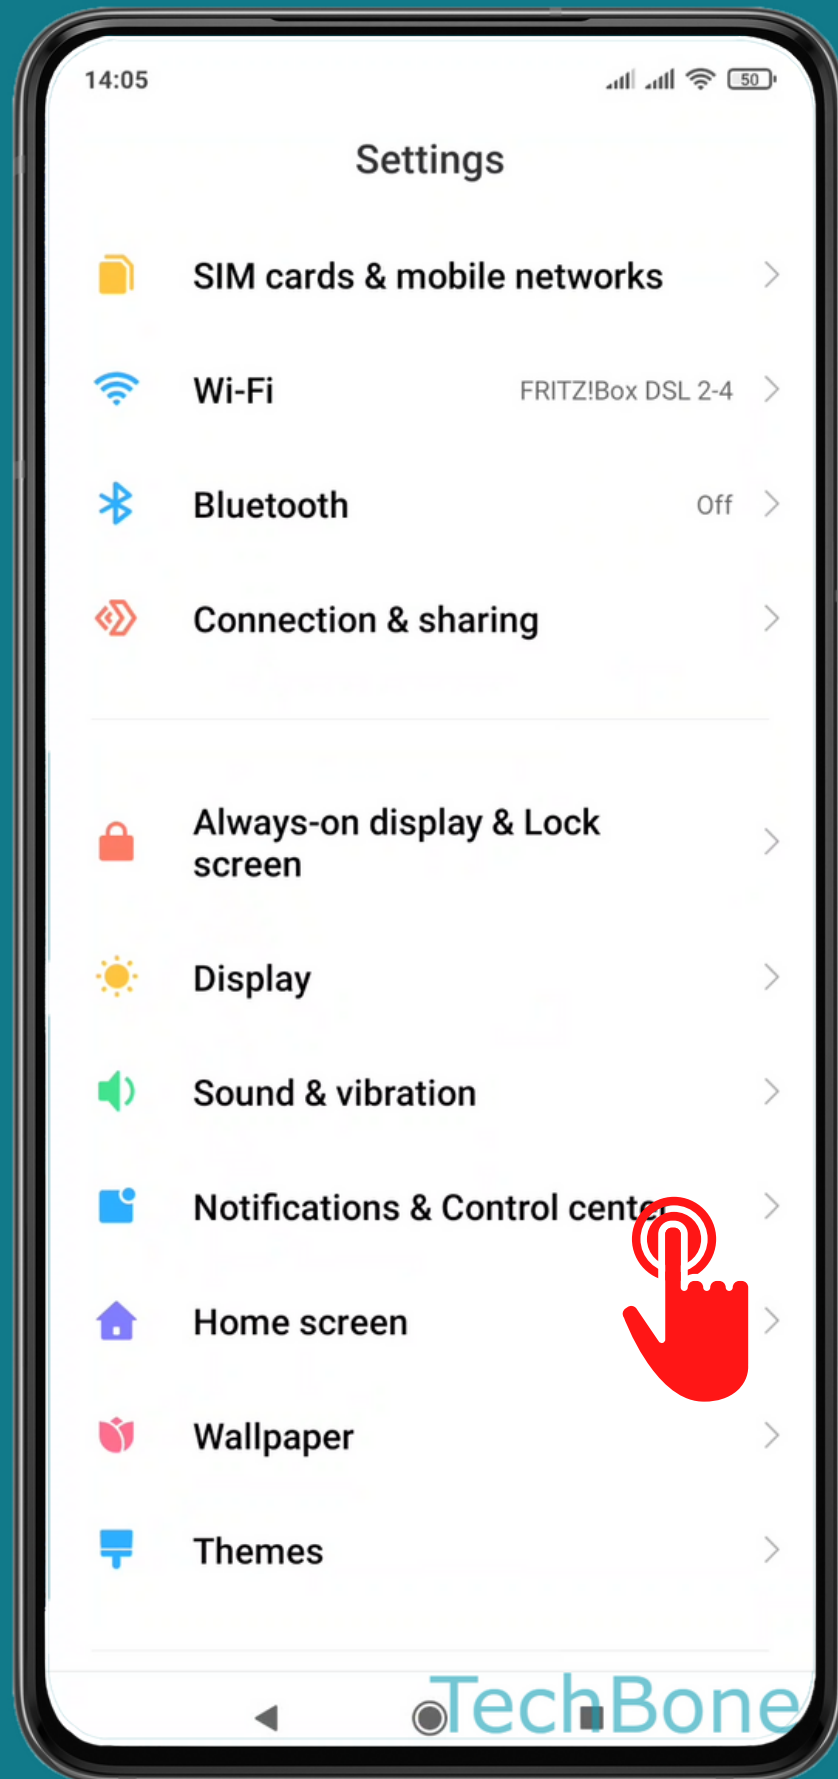 14:05
50
Settings
SIM cards & mobile networks
Wi-Fi
FRITZ!Box DSL 2-4
Bluetooth
Off
Connection & sharing
Always-on display & Lock
screen
Display
Sound & vibration
Notifications & Control center
Home screen
Wallpaper
Themes
TechBone